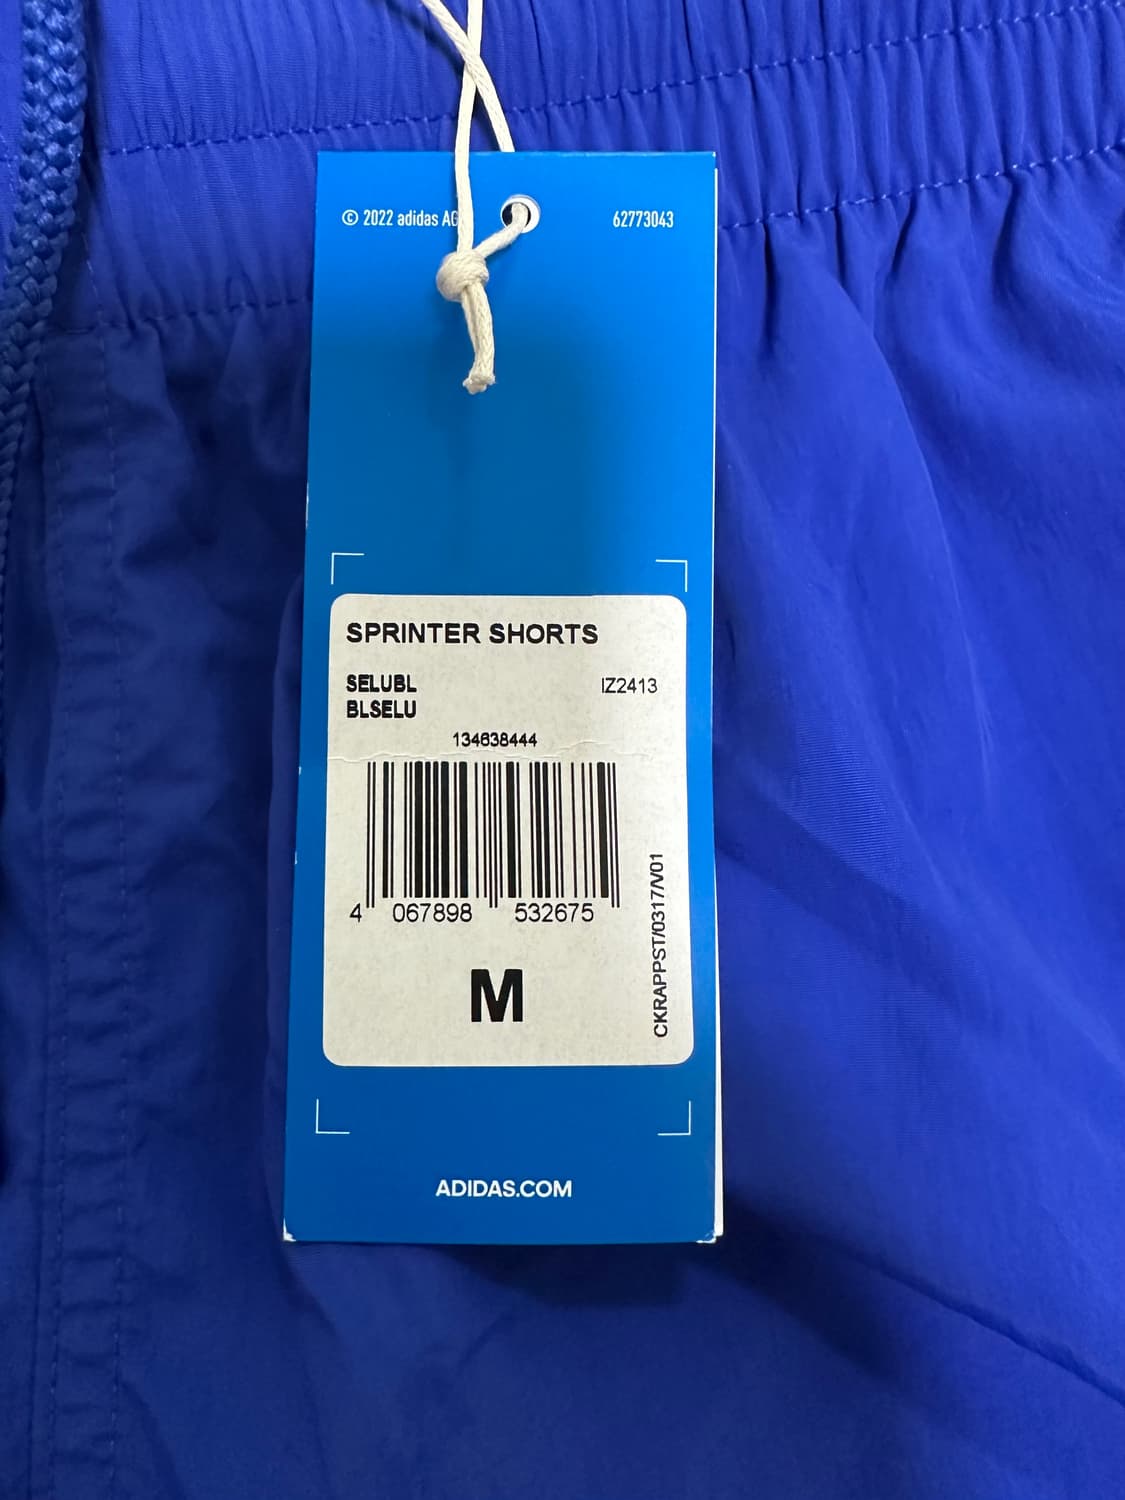 © 2022 adidas AG
62773043
SPRINTER SHORTS
SELUBL
IZ2413
BLSELU
134638444
4 067898 532675
CKRAPPST/0317/V01
M
ADIDAS.COM